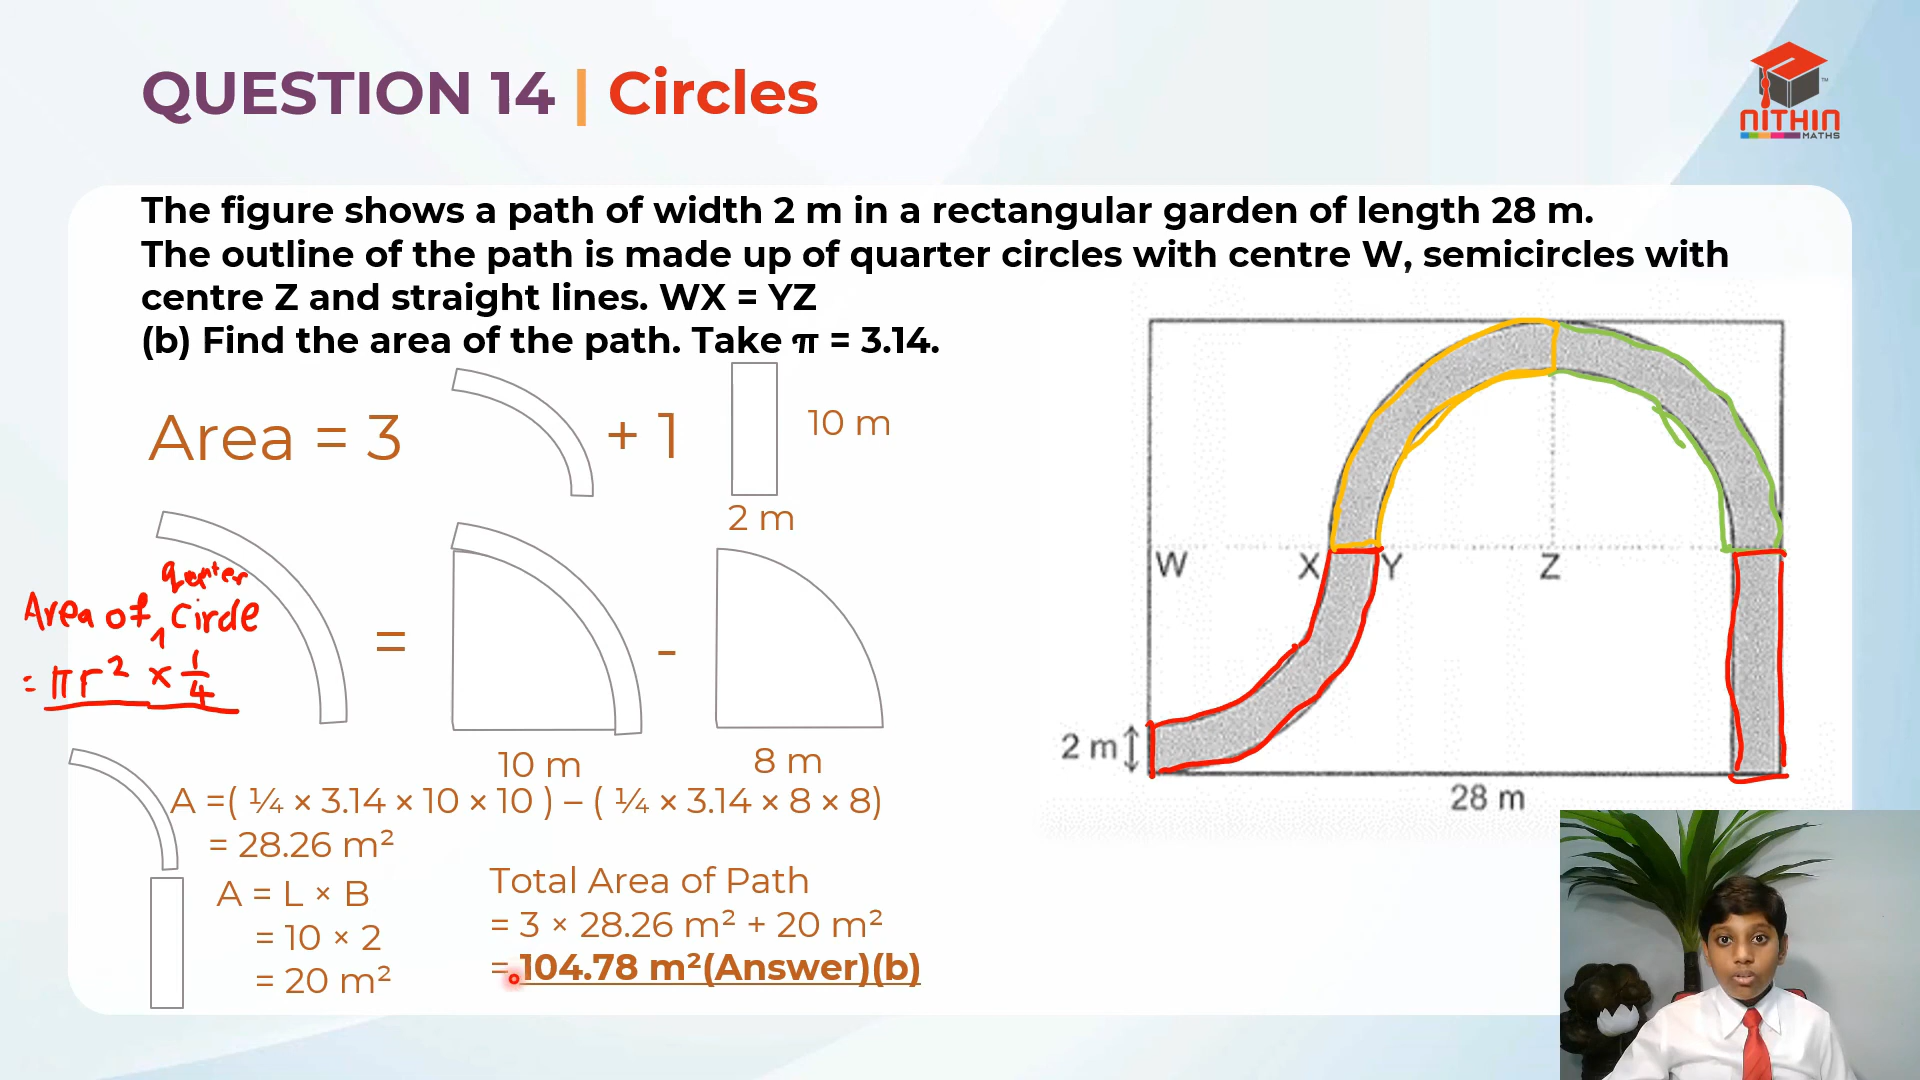 QUESTION 14 | Circles
NITHIN
MATHS
TM
The figure shows a path of width 2 m in a rectangular garden of length 28 m.
The outline of the path is made up of quarter circles with centre W, semicircles with
centre Z and straight lines. WX = YZ
(b) Find the area of the path. Take π = 3.14.
Area = 3 + 1
10 m
2 m
quater
Area of ^ Circle
= πr² × 1/4
= -
10 m
8 m
A =( ¼ × 3.14 × 10 × 10 ) – ( ¼ × 3.14 × 8 × 8)
= 28.26 m²
A = L × B
= 10 × 2
= 20 m²
Total Area of Path
= 3 × 28.26 m² + 20 m²
= 104.78 m²(Answer)(b)
W X Y Z
2 m
28 m